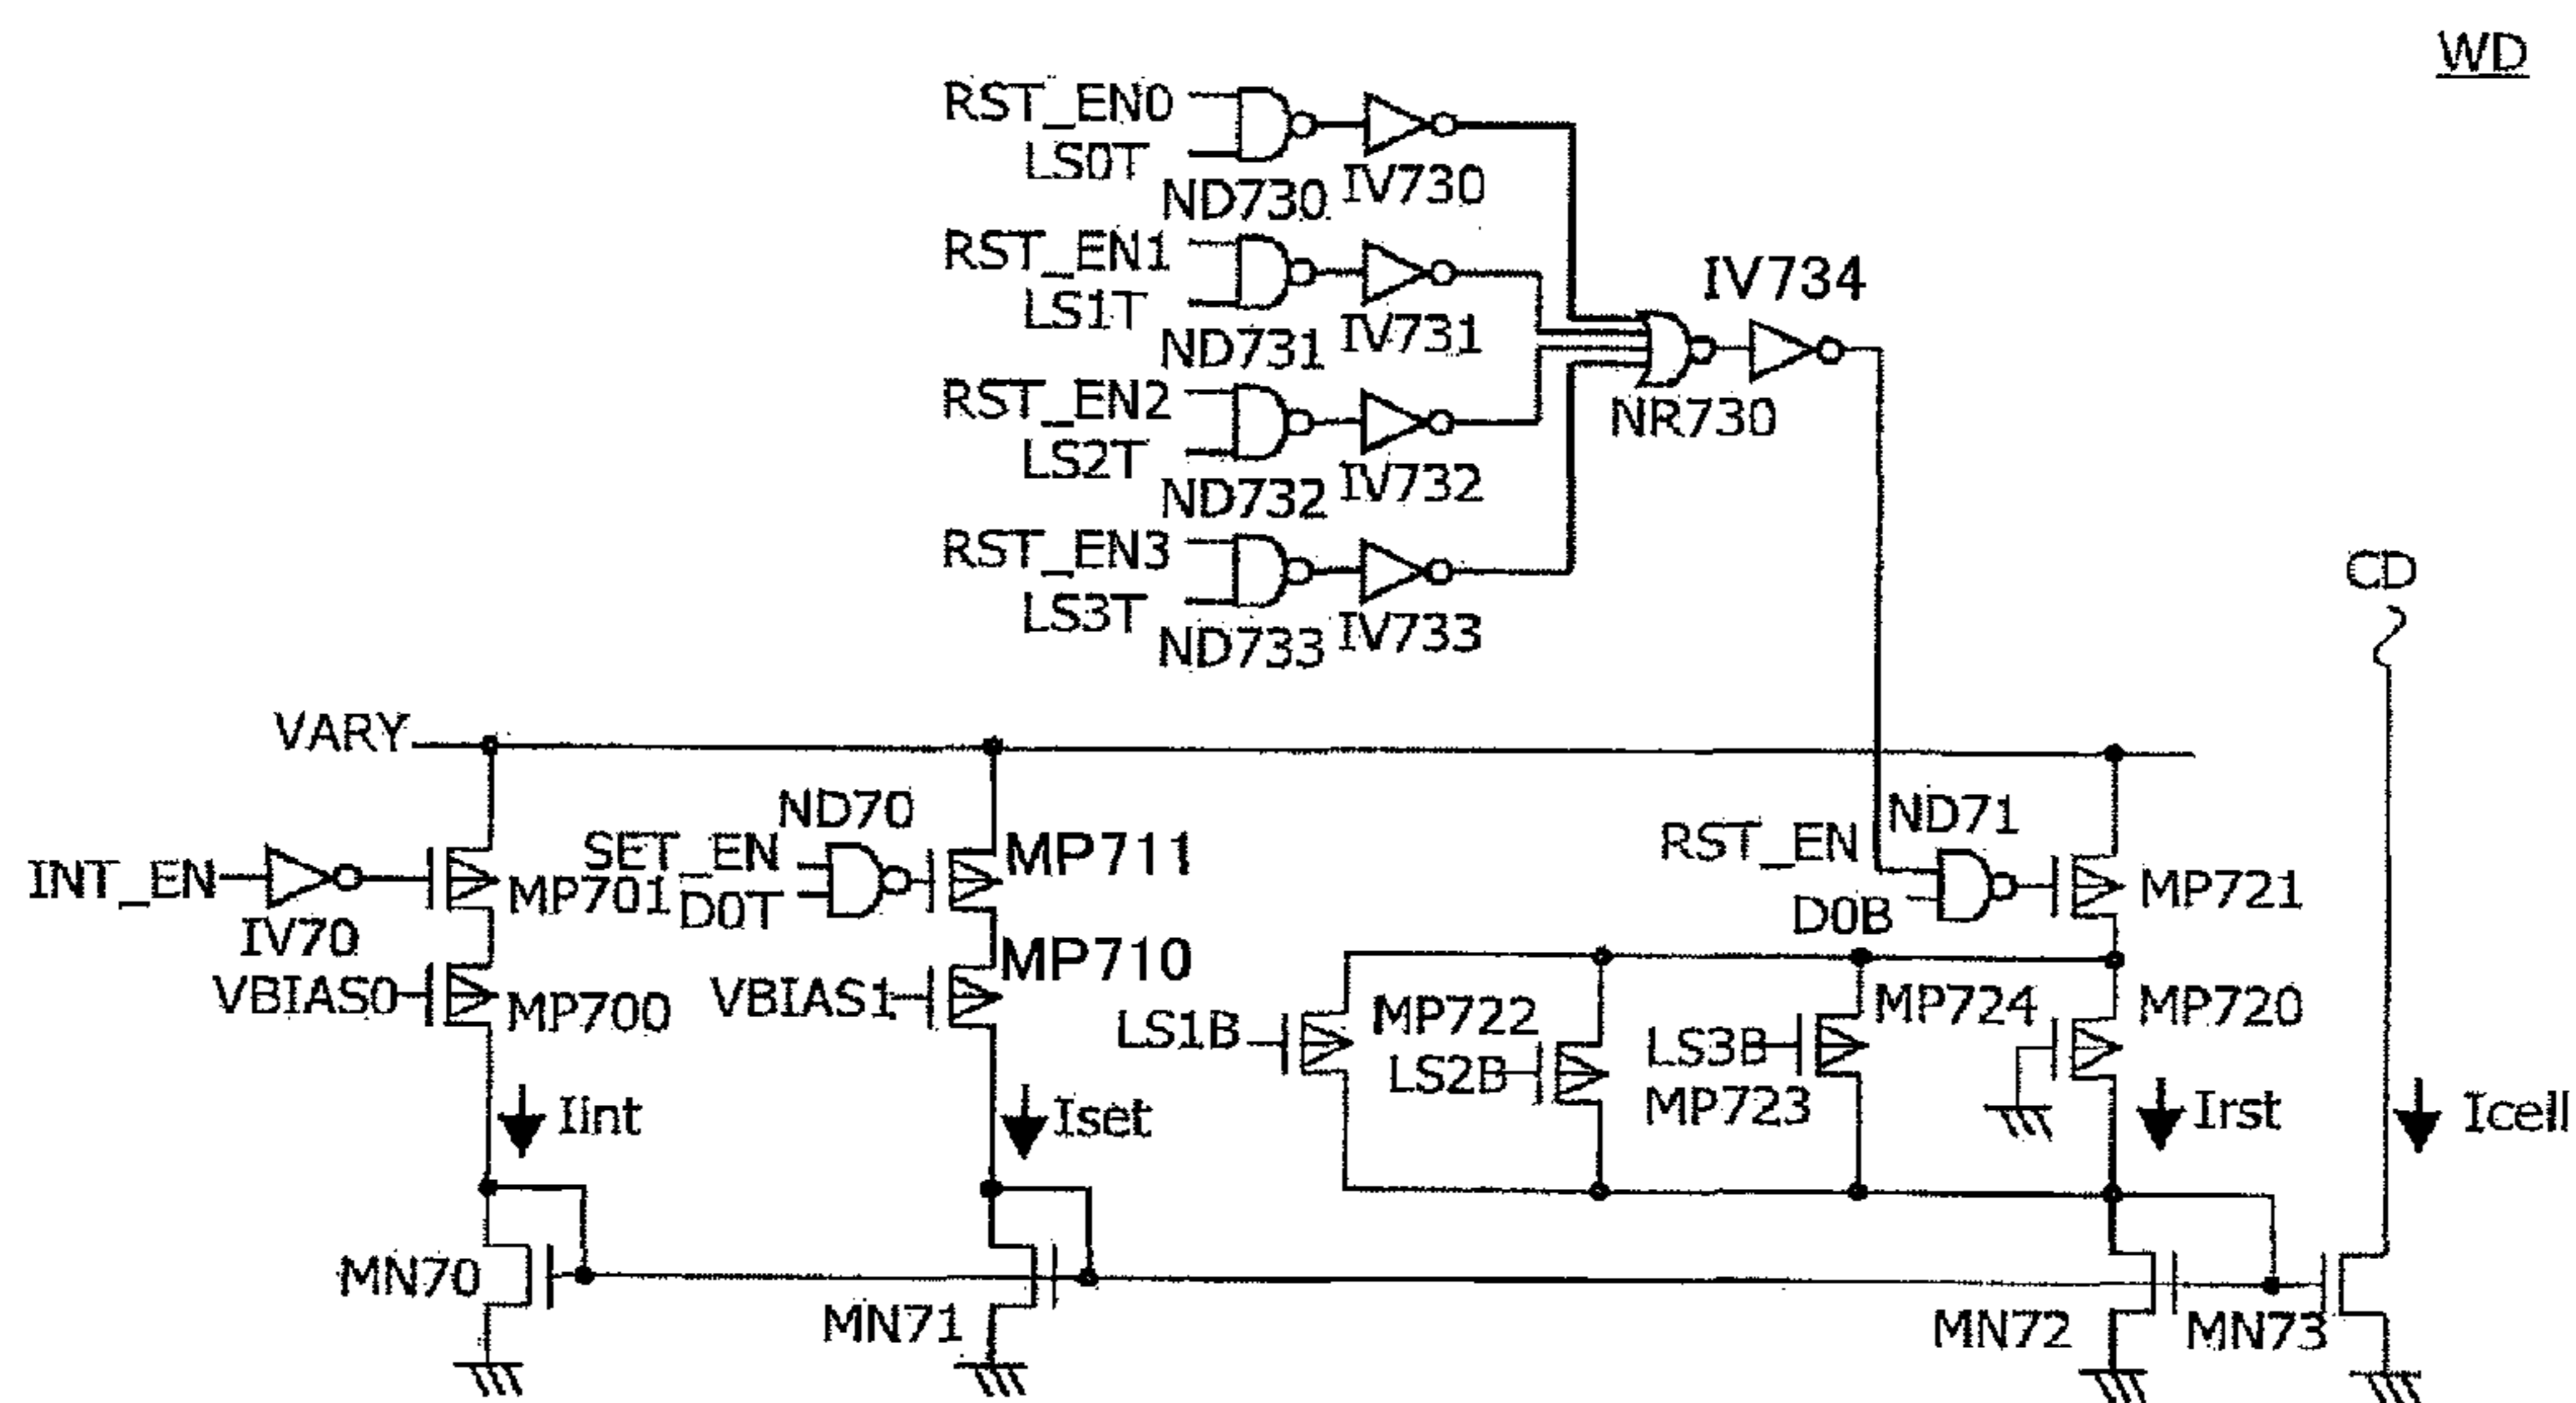 WD
RST_EN0
LS0T
ND730
IV730
RST_EN1
LS1T
ND731
IV731
IV734
RST_EN2
LS2T
ND732
IV732
NR730
RST_EN3
LS3T
ND733
IV733
CD
VARY
INT_EN
IV70
MP701
VBIAS0
MP700
SET_EN
D0T
ND70
MP711
MP710
VBIAS1
RST_EN
D0B
ND71
MP721
LS1B
MP722
LS2B
LS3B
MP723
MP724
MP720
Iint
Iset
Irst
Icell
MN70
MN71
MN72
MN73